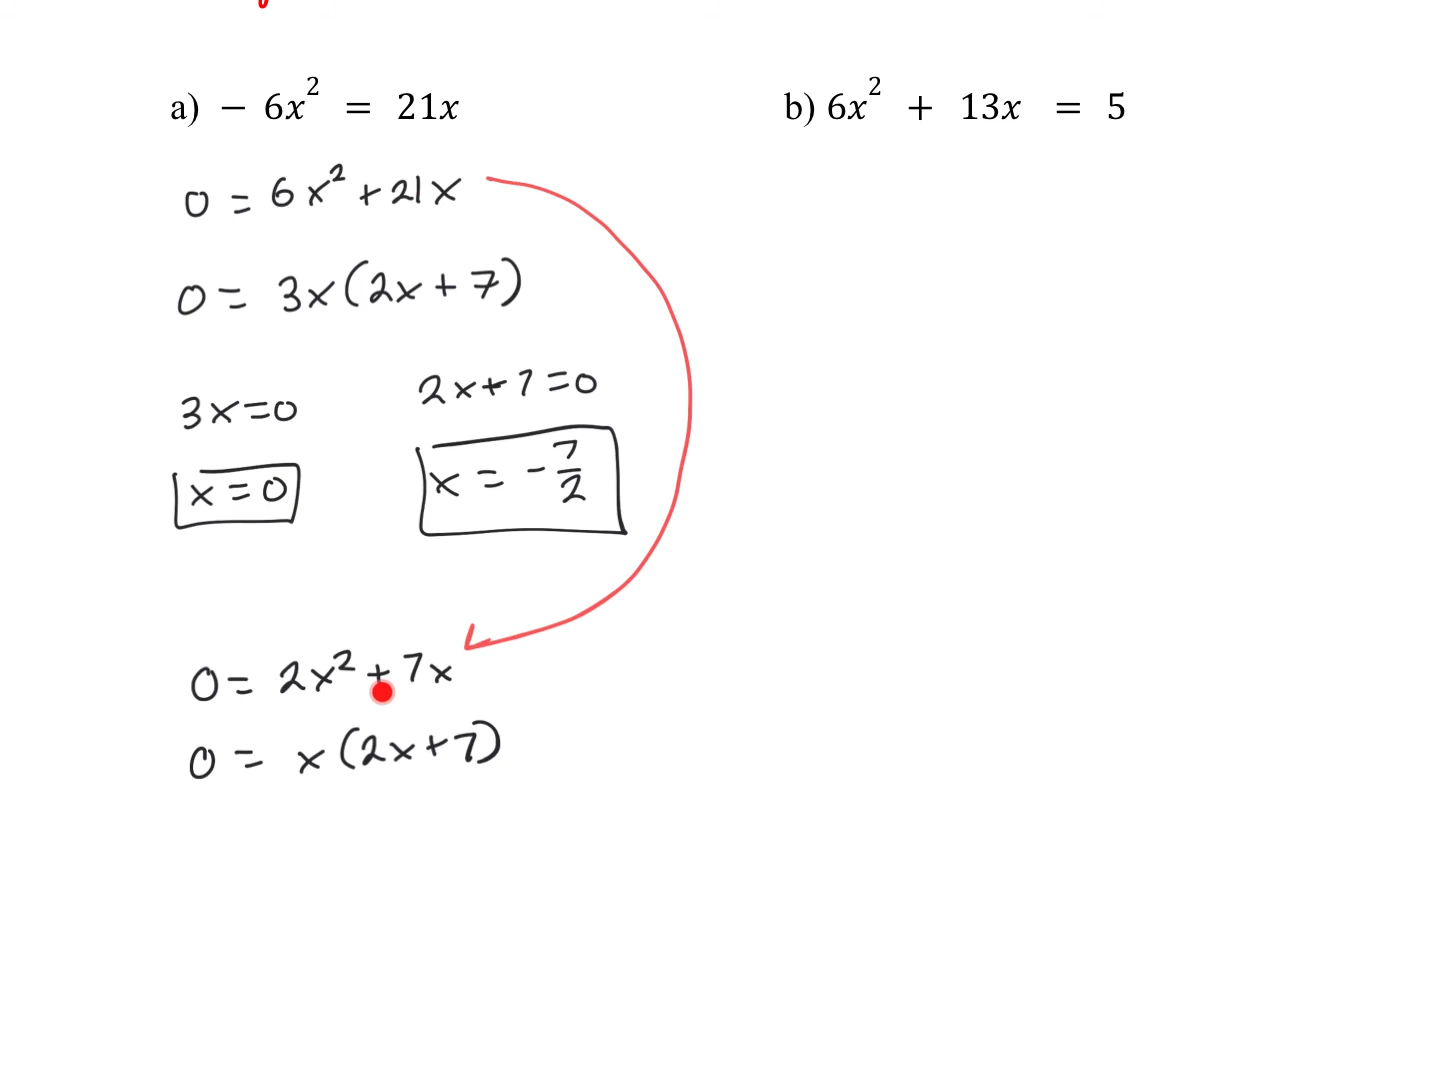 a) − 6x² = 21x
0 = 6x² + 21x
0 = 3x(2x + 7)
3x = 0
x = 0
2x + 7 = 0
x = - 7/2
0 = 2x² + 7x
0 = x(2x + 7)
b) 6x² + 13x = 5